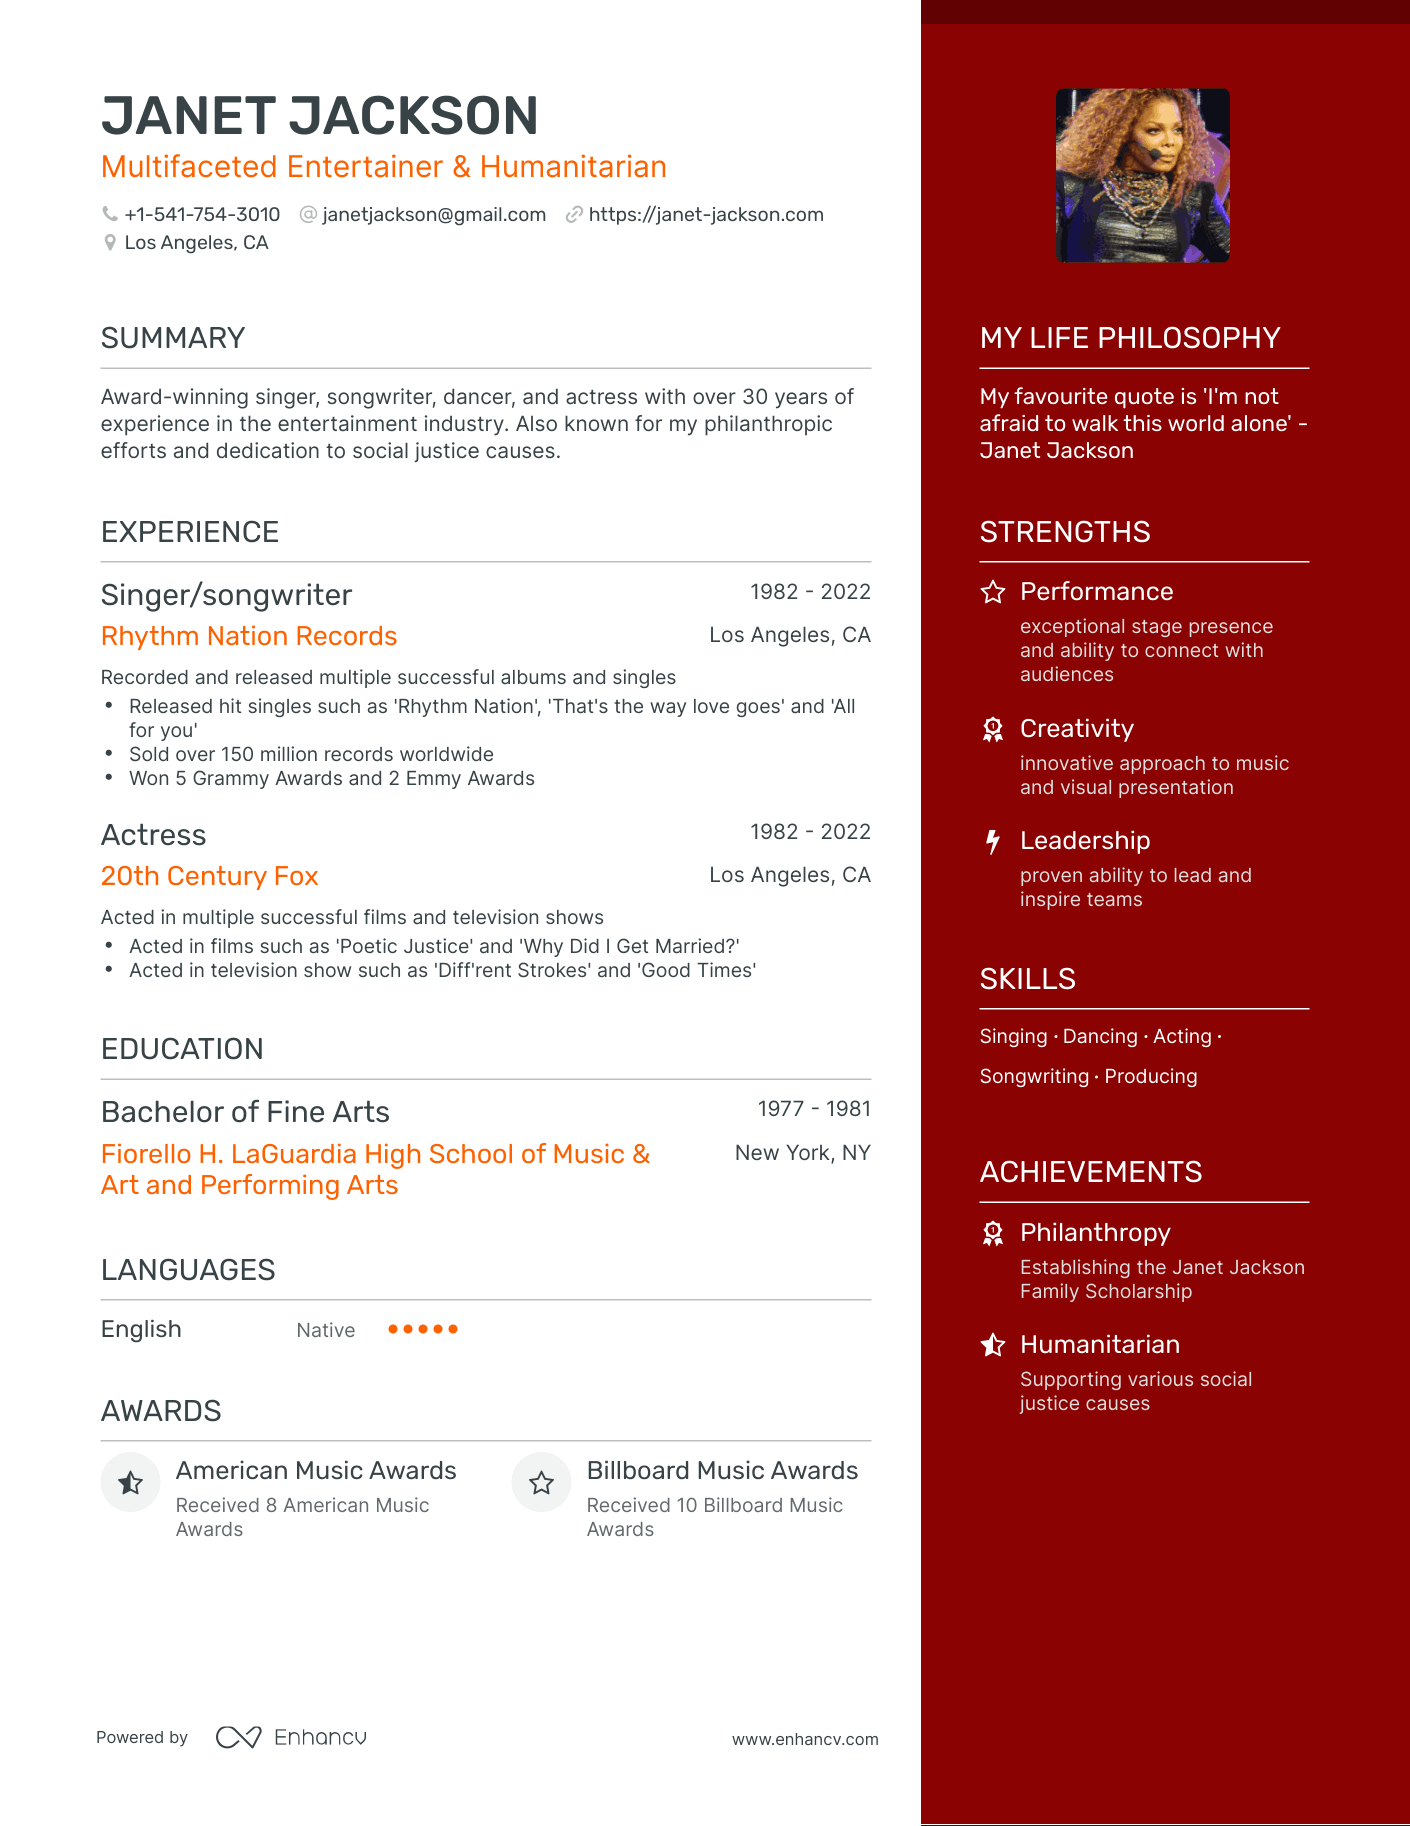 JANET JACKSON
Multifaceted Entertainer & Humanitarian
+1-541-754-3010 @ janetjackson@gmail.com https://janet-jackson.com
Los Angeles, CA
SUMMARY
Award-winning singer, songwriter, dancer, and actress with over 30 years of
experience in the entertainment industry. Also known for my philanthropic
efforts and dedication to social justice causes.
EXPERIENCE
Singer/songwriter 1982 - 2022
Rhythm Nation Records Los Angeles, CA
Recorded and released multiple successful albums and singles
• Released hit singles such as 'Rhythm Nation', 'That's the way love goes' and 'All
for you'
• Sold over 150 million records worldwide
• Won 5 Grammy Awards and 2 Emmy Awards
Actress 1982 - 2022
20th Century Fox Los Angeles, CA
Acted in multiple successful films and television shows
• Acted in films such as 'Poetic Justice' and 'Why Did I Get Married?'
• Acted in television show such as 'Diff'rent Strokes' and 'Good Times'
EDUCATION
Bachelor of Fine Arts 1977 - 1981
Fiorello H. LaGuardia High School of Music & New York, NY
Art and Performing Arts
LANGUAGES
English Native
AWARDS
American Music Awards
Received 8 American Music
Awards
Billboard Music Awards
Received 10 Billboard Music
Awards
Powered by Enhancv www.enhancv.com
MY LIFE PHILOSOPHY
My favourite quote is 'I'm not
afraid to walk this world alone' -
Janet Jackson
STRENGTHS
Performance
exceptional stage presence
and ability to connect with
audiences
Creativity
innovative approach to music
and visual presentation
Leadership
proven ability to lead and
inspire teams
SKILLS
Singing · Dancing · Acting ·
Songwriting · Producing
ACHIEVEMENTS
Philanthropy
Establishing the Janet Jackson
Family Scholarship
Humanitarian
Supporting various social
justice causes